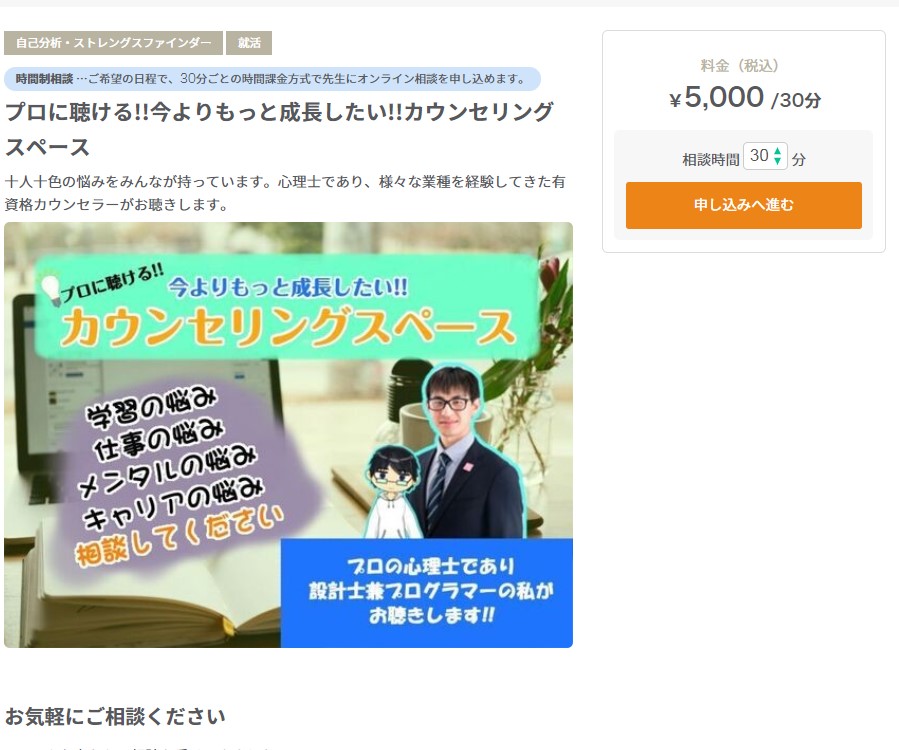 自己分析・ストレングスファインダー
就活
時間制相談 …ご希望の日程で、30分ごとの時間課金方式で先生にオンライン相談を申し込めます。
プロに聴ける!!今よりもっと成長したい!!カウンセリング
スペース
十人十色の悩みをみんなが持っています。心理士であり、様々な業種を経験してきた有
資格カウンセラーがお聴きします。
プロに聴ける!!
今よりもっと成長したい!!
カウンセリングスペース
学習の悩み
仕事の悩み
メンタルの悩み
キャリアの悩み
相談してください
プロの心理士であり
設計士兼プログラマーの私が
お聴きします!!
お気軽にご相談ください
料金（税込）
¥5,000 /30分
相談時間 30 分
申し込みへ進む